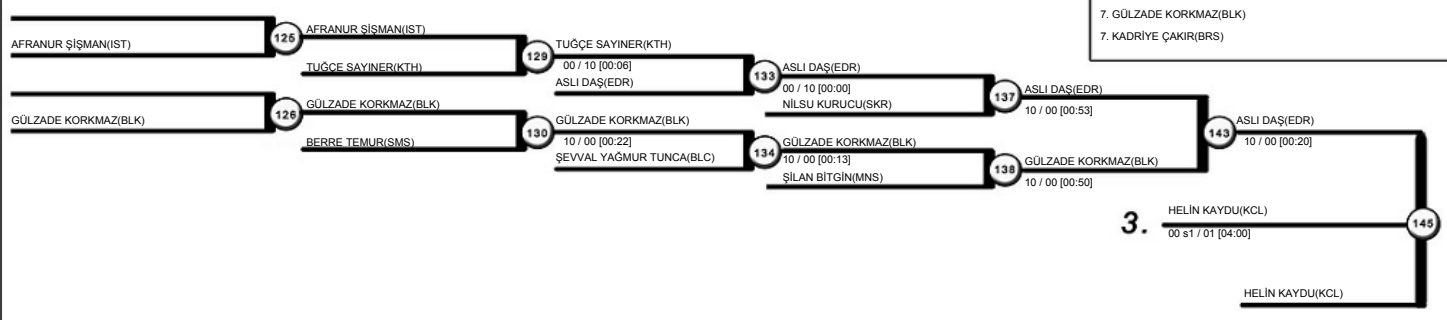 7. GÜLZADE KORKMAZ(BLK)
7. KADRİYE ÇAKIR(BRS)
AFRANUR ŞİŞMAN(IST)
125
AFRANUR ŞİŞMAN(IST)
TUĞÇE SAYINER(KTH)
129
TUĞÇE SAYINER(KTH)
00 / 10 [00:06]
ASLI DAŞ(EDR)
133
ASLI DAŞ(EDR)
00 / 10 [00:00]
NİLSU KURUCU(SKR)
137
ASLI DAŞ(EDR)
10 / 00 [00:53]
143
ASLI DAŞ(EDR)
10 / 00 [00:20]
GÜLZADE KORKMAZ(BLK)
126
GÜLZADE KORKMAZ(BLK)
BERRE TEMUR(SMS)
130
GÜLZADE KORKMAZ(BLK)
10 / 00 [00:22]
ŞEVVAL YAĞMUR TUNCA(BLC)
134
GÜLZADE KORKMAZ(BLK)
10 / 00 [00:13]
ŞİLAN BİTGİN(MNS)
138
GÜLZADE KORKMAZ(BLK)
10 / 00 [00:50]
3.
HELİN KAYDU(KCL)
00 s1 / 01 [04:00]
145
HELİN KAYDU(KCL)